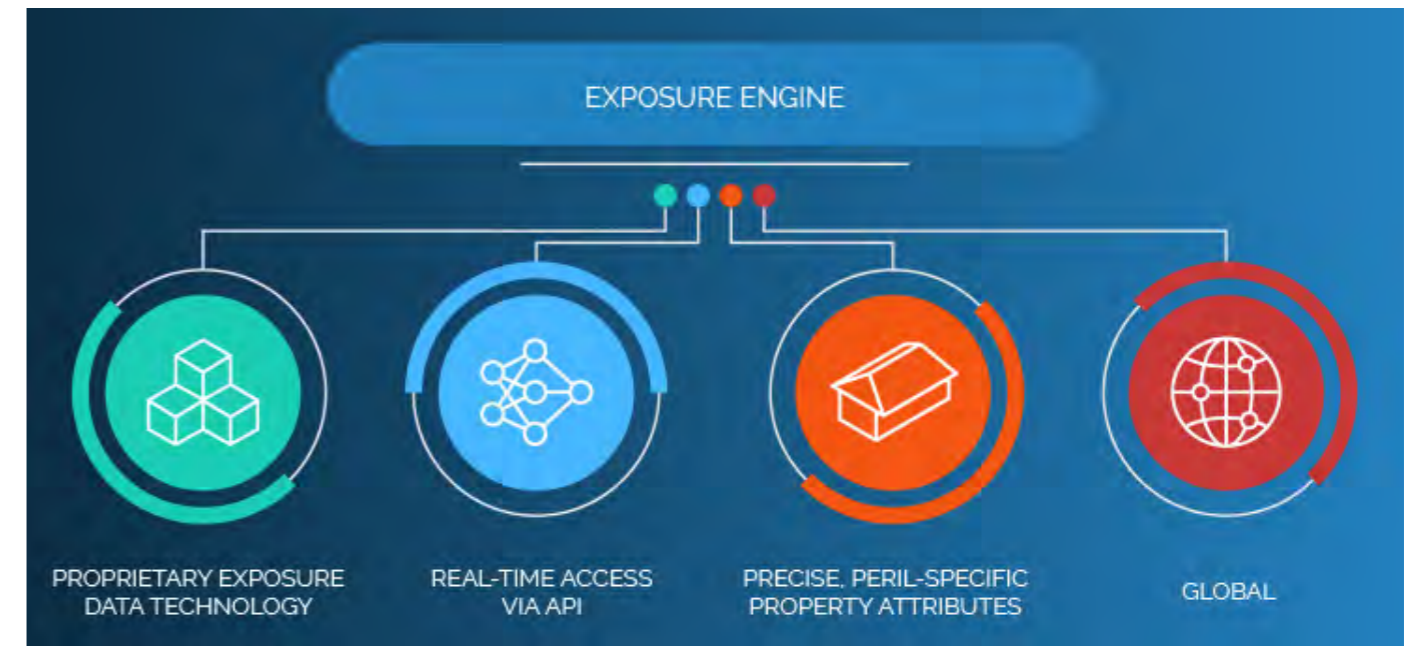 EXPOSURE ENGINE
PROPRIETARY EXPOSURE
DATA TECHNOLOGY
REAL-TIME ACCESS
VIA API
PRECISE, PERIL-SPECIFIC
PROPERTY ATTRIBUTES
GLOBAL